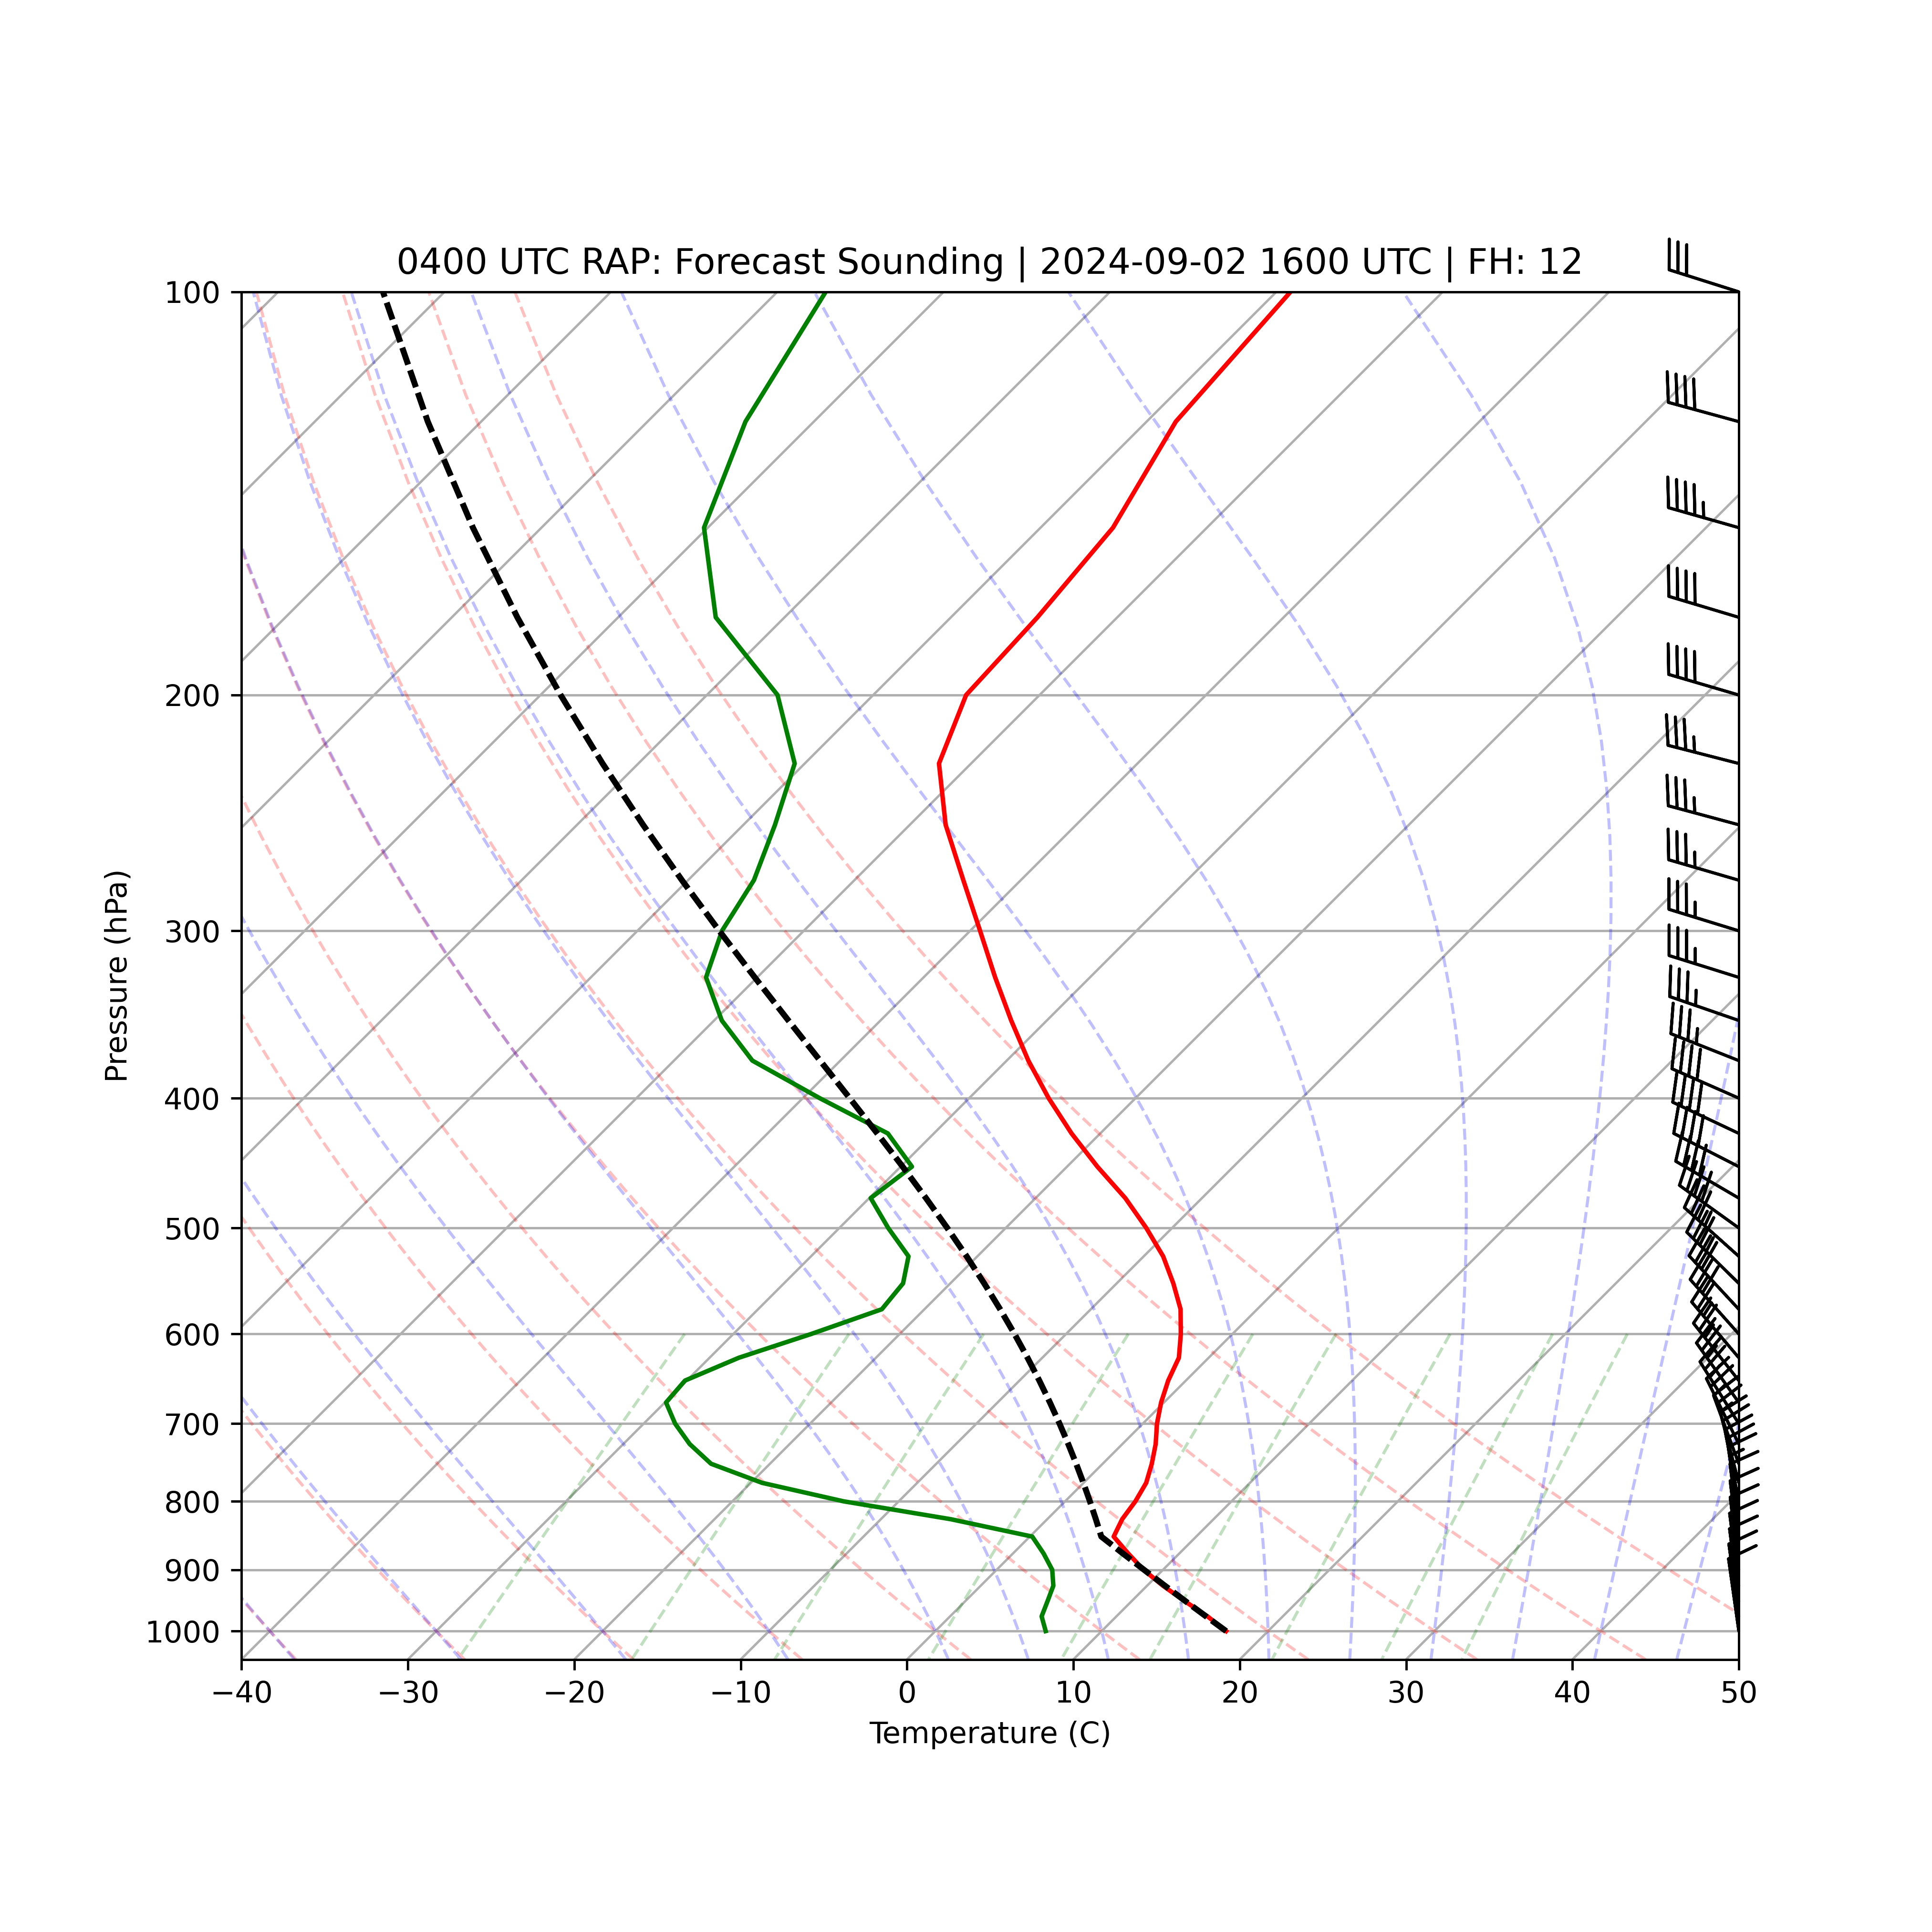 0400 UTC RAP: Forecast Sounding | 2024-09-02 1600 UTC | FH: 12
100
200
300
400
500
600
700
800
900
1000
Pressure (hPa)
−40 −30 −20 −10 0 10 20 30 40 50
Temperature (C)